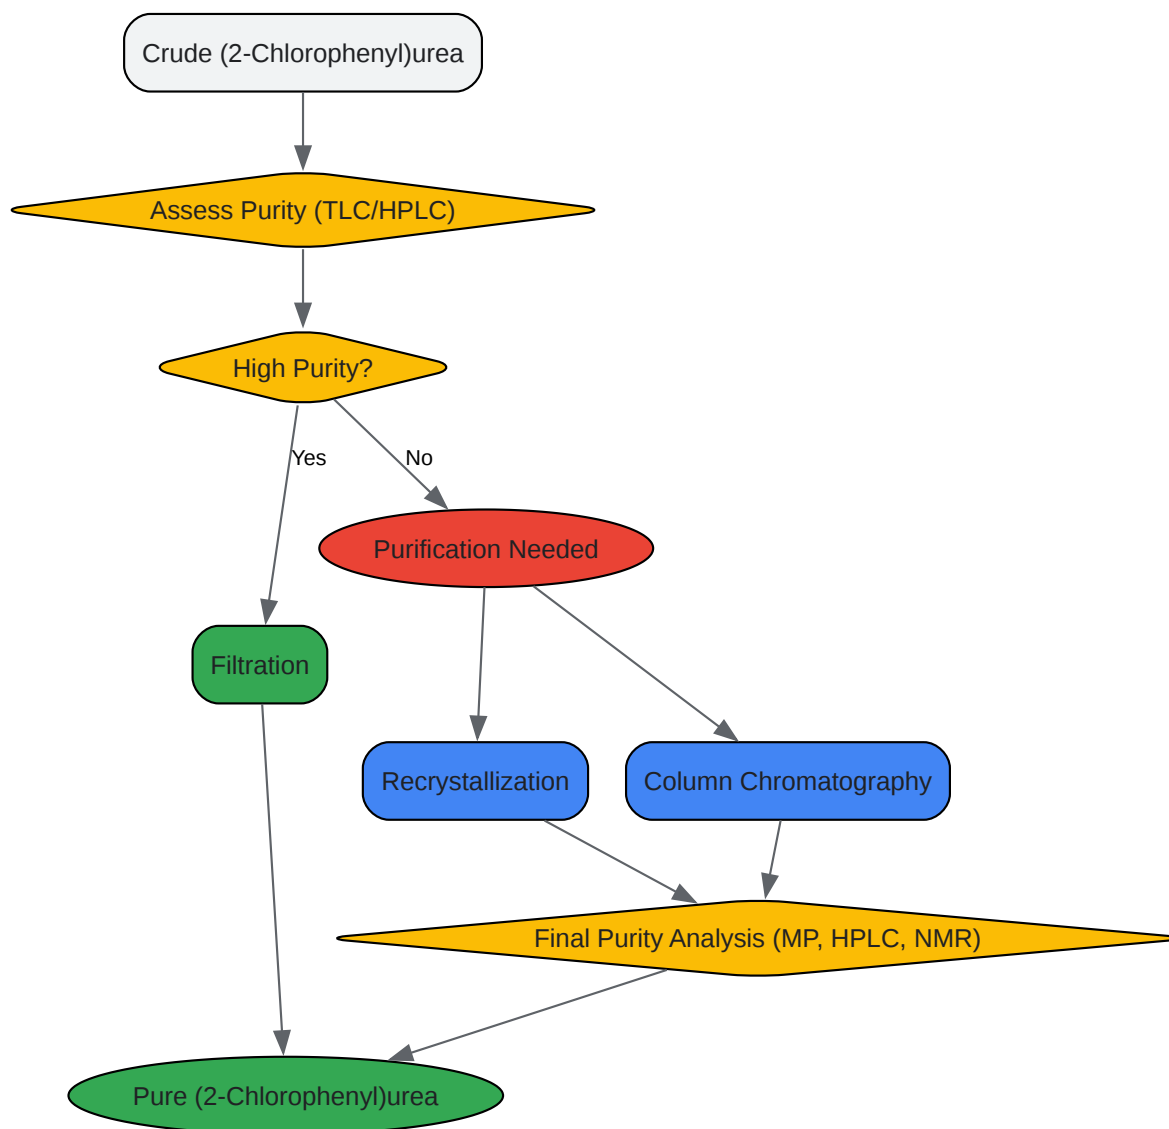 Crude (2-Chlorophenyl)urea
Assess Purity (TLC/HPLC)
High Purity?
Yes
No
Purification Needed
Filtration
Recrystallization
Column Chromatography
Final Purity Analysis (MP, HPLC, NMR)
Pure (2-Chlorophenyl)urea